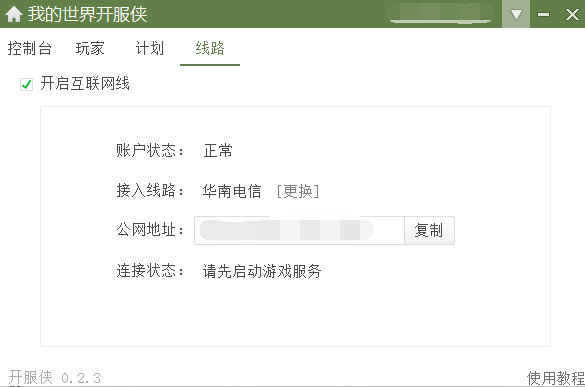 我的世界开服侠
控制台 玩家 计划 线路
开启互联网线
账户状态： 正常
接入线路： 华南电信 [更换]
公网地址： 复制
连接状态： 请先启动游戏服务
开服侠 0.2.3 使用教程